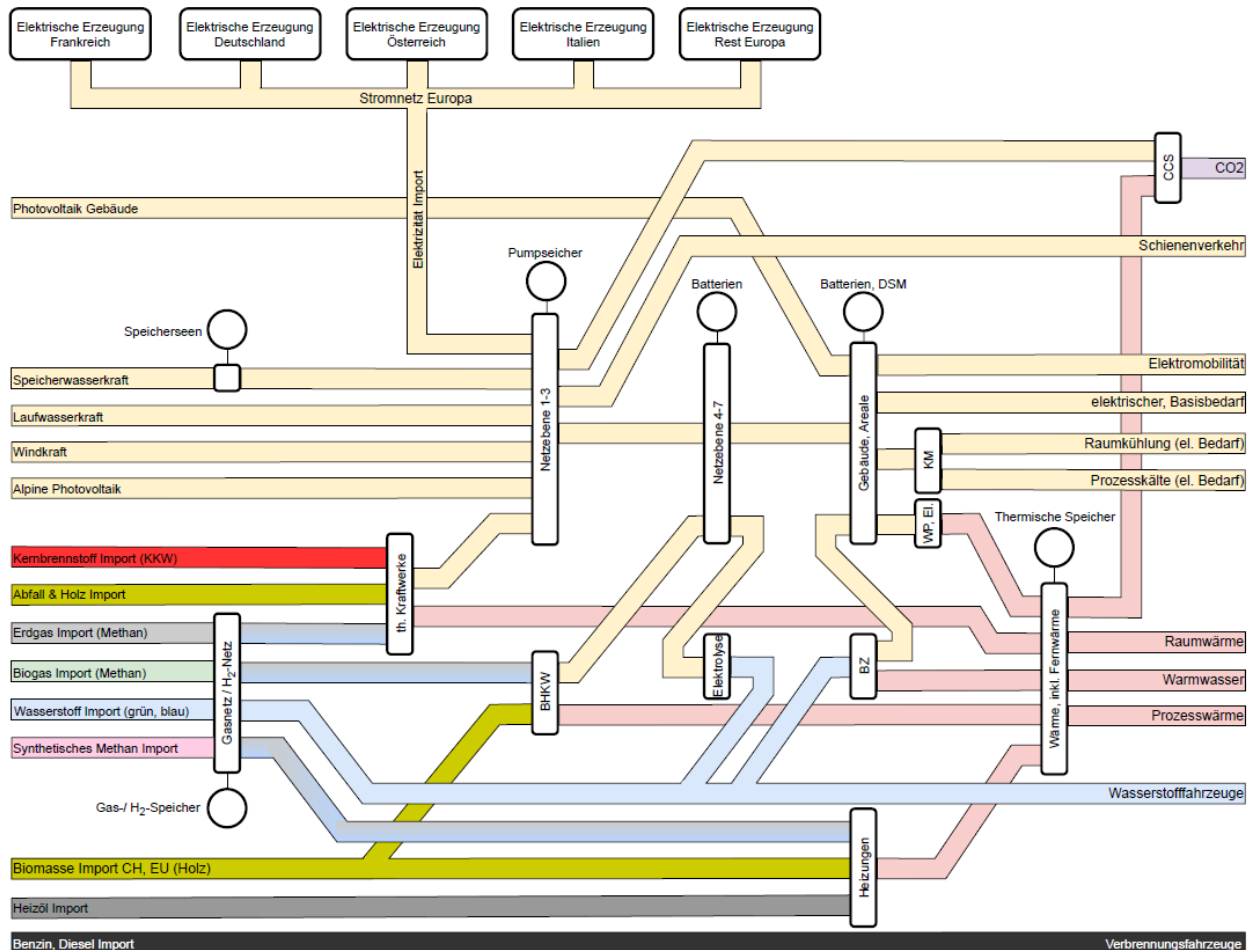 Elektrische Erzeugung
Frankreich
Elektrische Erzeugung
Deutschland
Elektrische Erzeugung
Österreich
Elektrische Erzeugung
Italien
Elektrische Erzeugung
Rest Europa
Stromnetz Europa
Elektrizität Import
CCS
CO2
Photovoltaik Gebäude
Schienenverkehr
Pumpseicher
Batterien
Batterien, DSM
Speicherseen
Speicherwasserkraft
Elektromobilität
Laufwasserkraft
elektrischer, Basisbedarf
Netzebene 1-3
Netzebene 4-7
Gebäude, Areale
Windkraft
KM
Raumkühlung (el. Bedarf)
Alpine Photovoltaik
Prozesskälte (el. Bedarf)
WP, El.
Thermische Speicher
Kernbrennstoff Import (KKW)
th. Kraftwerke
Abfall & Holz Import
Erdgas Import (Methan)
Raumwärme
Gasnetz / H2-Netz
Biogas Import (Methan)
BHKW
Elektrolyse
BZ
Wärme, inkl. Fernwärme
Warmwasser
Wasserstoff Import (grün, blau)
Prozesswärme
Synthetisches Methan Import
Gas-/ H2-Speicher
Wasserstofffahrzeuge
Heizungen
Biomasse Import CH, EU (Holz)
Heizöl Import
Benzin, Diesel Import
Verbrennungsfahrzeuge